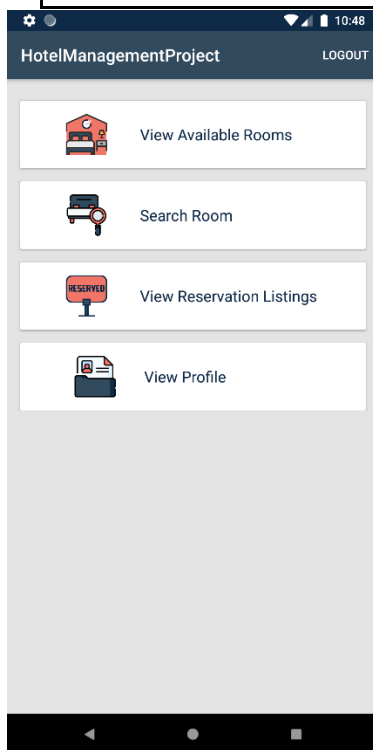 10:48
HotelManagementProject
LOGOUT
View Available Rooms
Search Room
RESERVED
View Reservation Listings
View Profile